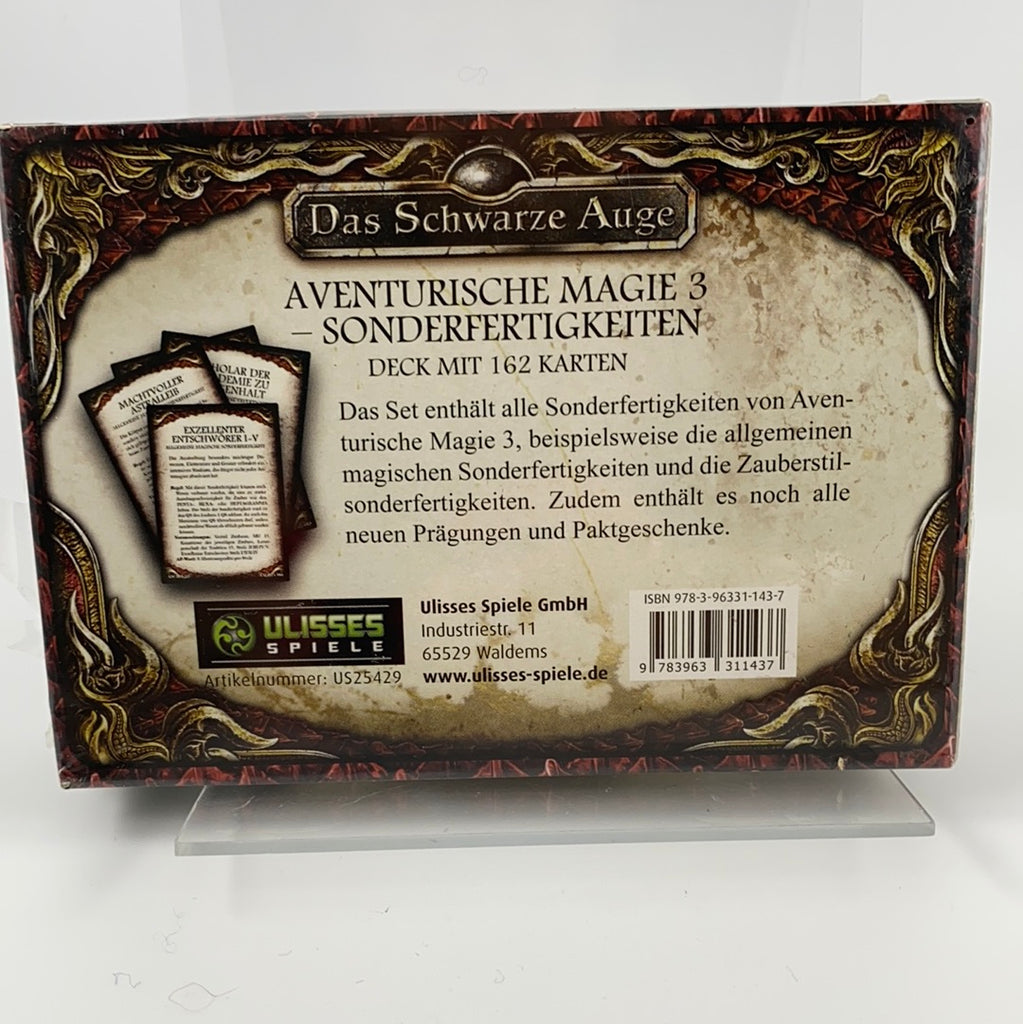 Das Schwarze Auge
AVENTURISCHE MAGIE 3
– SONDERFERTIGKEITEN
DECK MIT 162 KARTEN
Das Set enthält alle Sonderfertigkeiten von Aven-
turische Magie 3, beispielsweise die allgemeinen
magischen Sonderfertigkeiten und die Zauberstil-
sonderfertigkeiten. Zudem enthält es noch alle
neuen Prägungen und Paktgeschenke.
MACHTVOLLER
ASTRALLEIB
EXZELLENTER
ENTSCHWÖRER I–V
ALLGEMEINE MAGISCHE SONDERFERTIGKEIT
ULISSES
SPIELE
Artikelnummer: US25429
Ulisses Spiele GmbH
Industriestr. 11
65529 Waldems
www.ulisses-spiele.de
ISBN 978-3-96331-143-7
9 783963 311437